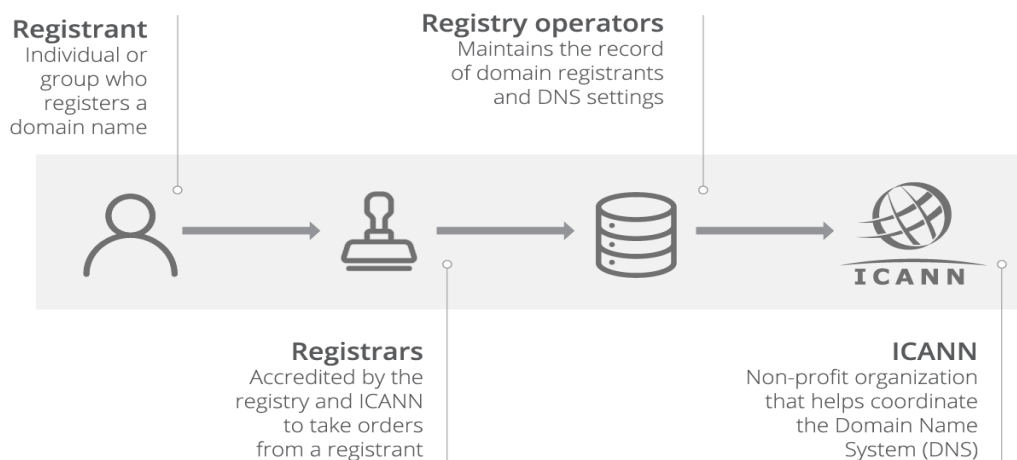 Registrant
Individual or
group who
registers a
domain name
Registry operators
Maintains the record
of domain registrants
and DNS settings
ICANN
Registrars
Accredited by the
registry and ICANN
to take orders
from a registrant
ICANN
Non-profit organization
that helps coordinate
the Domain Name
System (DNS)